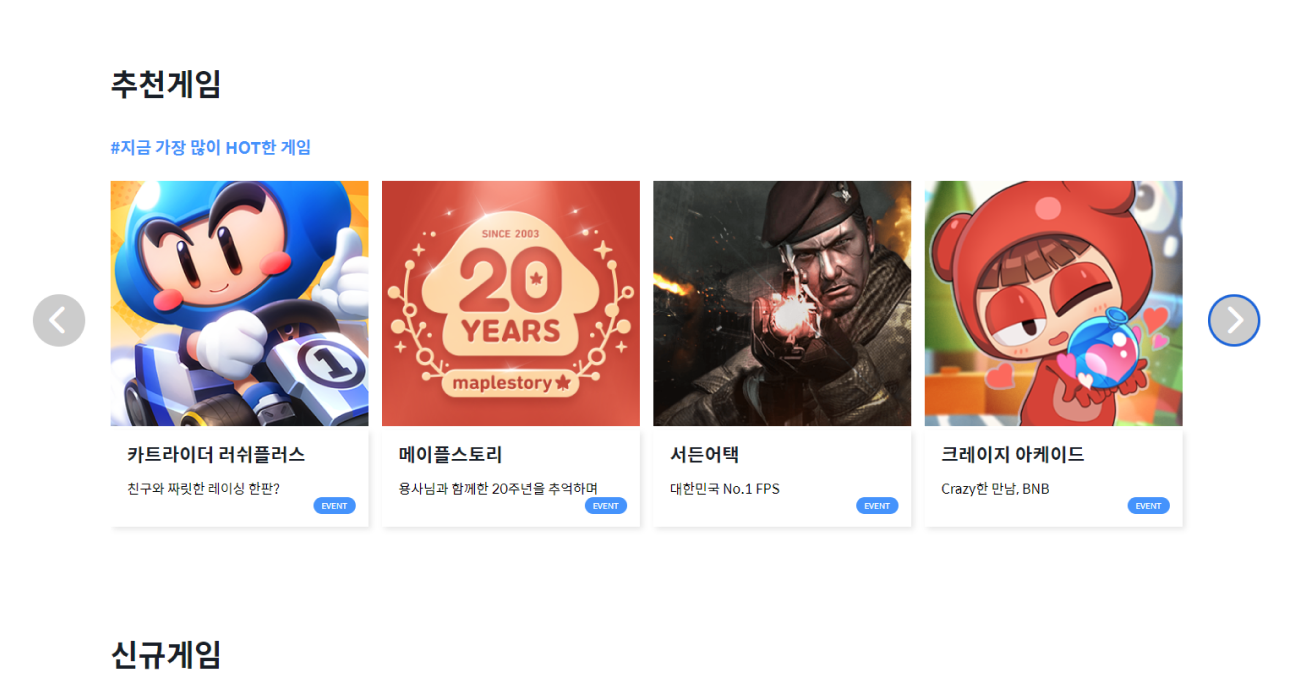 추천게임
#지금 가장 많이 HOT한 게임
SINCE 2003
20
YEARS
maplestory
1
카트라이더 러쉬플러스
친구와 짜릿한 레이싱 한판?
EVENT
메이플스토리
용사님과 함께한 20주년을 추억하며
EVENT
서든어택
대한민국 No.1 FPS
EVENT
크레이지 아케이드
Crazy한 만남, BNB
EVENT
신규게임